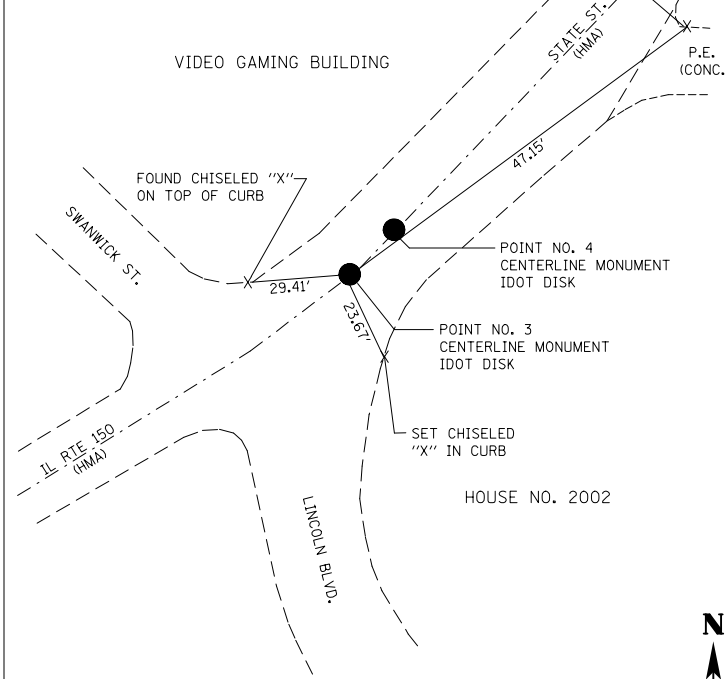 STATE ST.
(HMA)
VIDEO GAMING BUILDING
P.E.
(CONC.
47.15'
FOUND CHISELED "X"
ON TOP OF CURB
SWANWICK ST.
POINT NO. 4
CENTERLINE MONUMENT
IDOT DISK
29.41'
23.67'
POINT NO. 3
CENTERLINE MONUMENT
IDOT DISK
SET CHISELED
"X" IN CURB
IL RTE 150
(HMA)
HOUSE NO. 2002
LINCOLN BLVD.
N